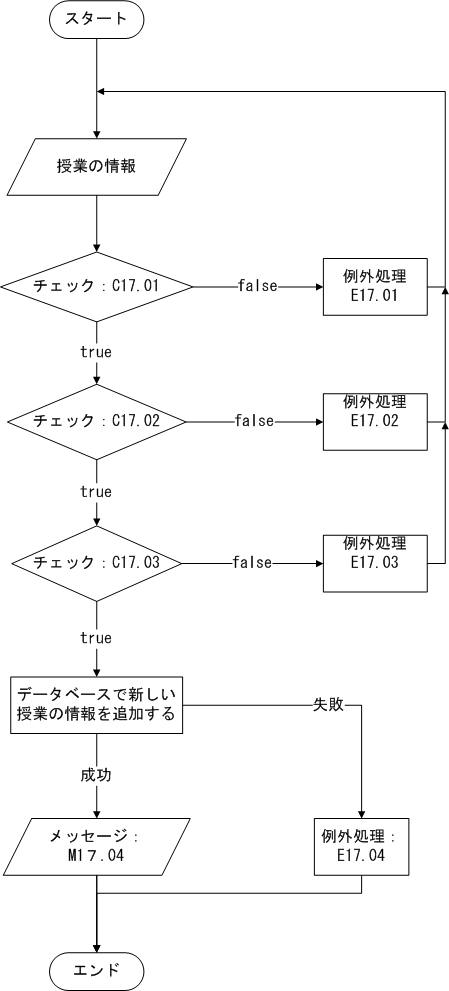 スタート
授業の情報
チェック：C17.01
false
例外処理
E17.01
true
チェック：C17.02
false
例外処理
E17.02
true
チェック：C17.03
false
例外処理
E17.03
true
データベースで新しい
授業の情報を追加する
失敗
成功
メッセージ：
M１７.04
例外処理：
E17.04
エンド